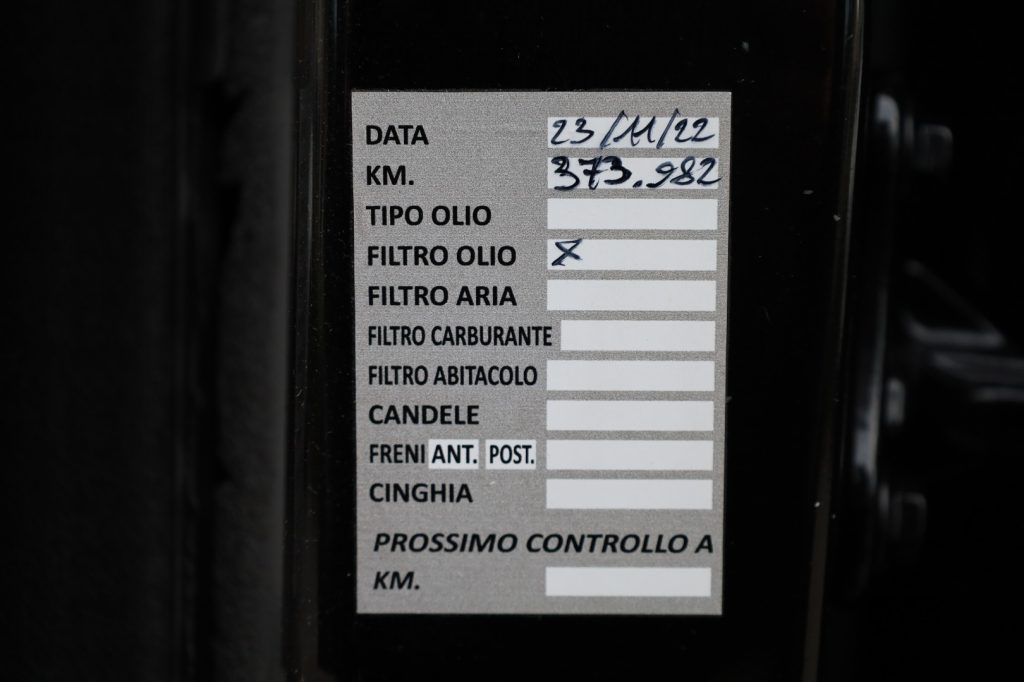 DATA 23/11/22
KM. 373.982
TIPO OLIO
FILTRO OLIO X
FILTRO ARIA
FILTRO CARBURANTE
FILTRO ABITACOLO
CANDELE
FRENI ANT. POST.
CINGHIA
PROSSIMO CONTROLLO A
KM.